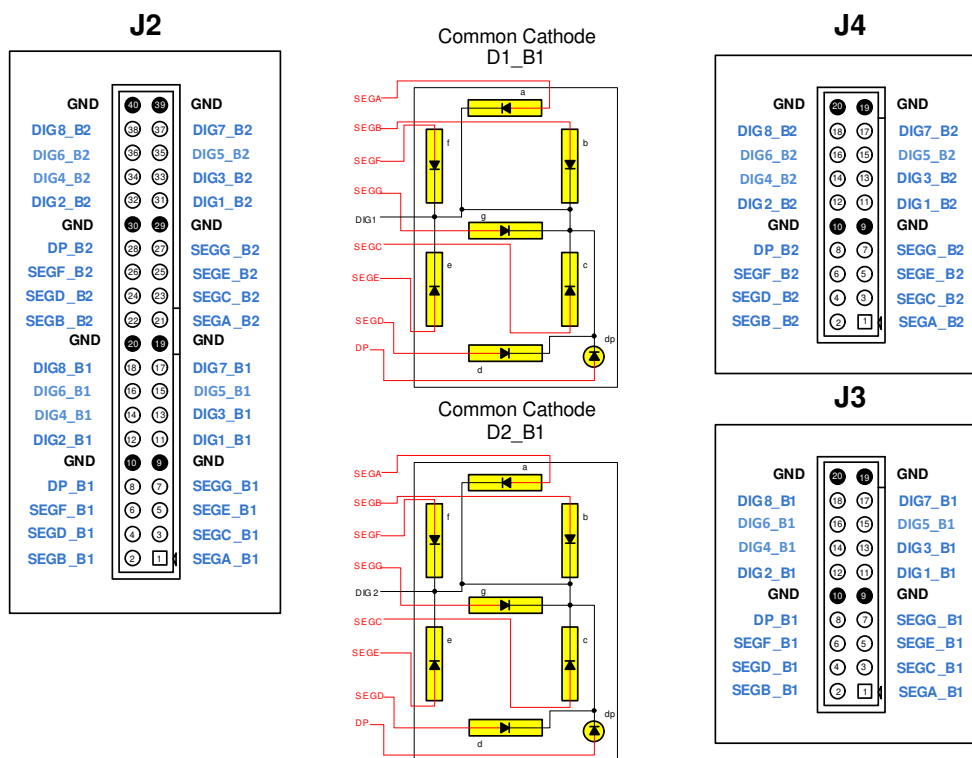 J2
GND 40 39 GND
DIG8_B2 38 37 DIG7_B2
DIG6_B2 36 35 DIG5_B2
DIG4_B2 34 33 DIG3_B2
DIG2_B2 32 31 DIG1_B2
GND 30 29 GND
DP_B2 28 27 SEGG_B2
SEGF_B2 26 25 SEGE_B2
SEGD_B2 24 23 SEGC_B2
SEGB_B2 22 21 SEGA_B2
GND 20 19 GND
DIG8_B1 18 17 DIG7_B1
DIG6_B1 16 15 DIG5_B1
DIG4_B1 14 13 DIG3_B1
DIG2_B1 12 11 DIG1_B1
GND 10 9 GND
DP_B1 8 7 SEGG_B1
SEGF_B1 6 5 SEGE_B1
SEGD_B1 4 3 SEGC_B1
SEGB_B1 2 1 SEGA_B1
Common Cathode
D1_B1
SEGA a
SEGB
f b
SEGF
SEGG
DIG1 g
SEGC
e c
SEGE
SEGD
dp
DP
d
Common Cathode
D2_B1
SEGA a
SEGB
f b
SEGF
SEGG
DIG2 g
SEGC
e c
SEGE
SEGD
dp
DP
d
J4
GND 20 19 GND
DIG8_B2 18 17 DIG7_B2
DIG6_B2 16 15 DIG5_B2
DIG4_B2 14 13 DIG3_B2
DIG2_B2 12 11 DIG1_B2
GND 10 9 GND
DP_B2 8 7 SEGG_B2
SEGF_B2 6 5 SEGE_B2
SEGD_B2 4 3 SEGC_B2
SEGB_B2 2 1 SEGA_B2
J3
GND 20 19 GND
DIG8_B1 18 17 DIG7_B1
DIG6_B1 16 15 DIG5_B1
DIG4_B1 14 13 DIG3_B1
DIG2_B1 12 11 DIG1_B1
GND 10 9 GND
DP_B1 8 7 SEGG_B1
SEGF_B1 6 5 SEGE_B1
SEGD_B1 4 3 SEGC_B1
SEGB_B1 2 1 SEGA_B1